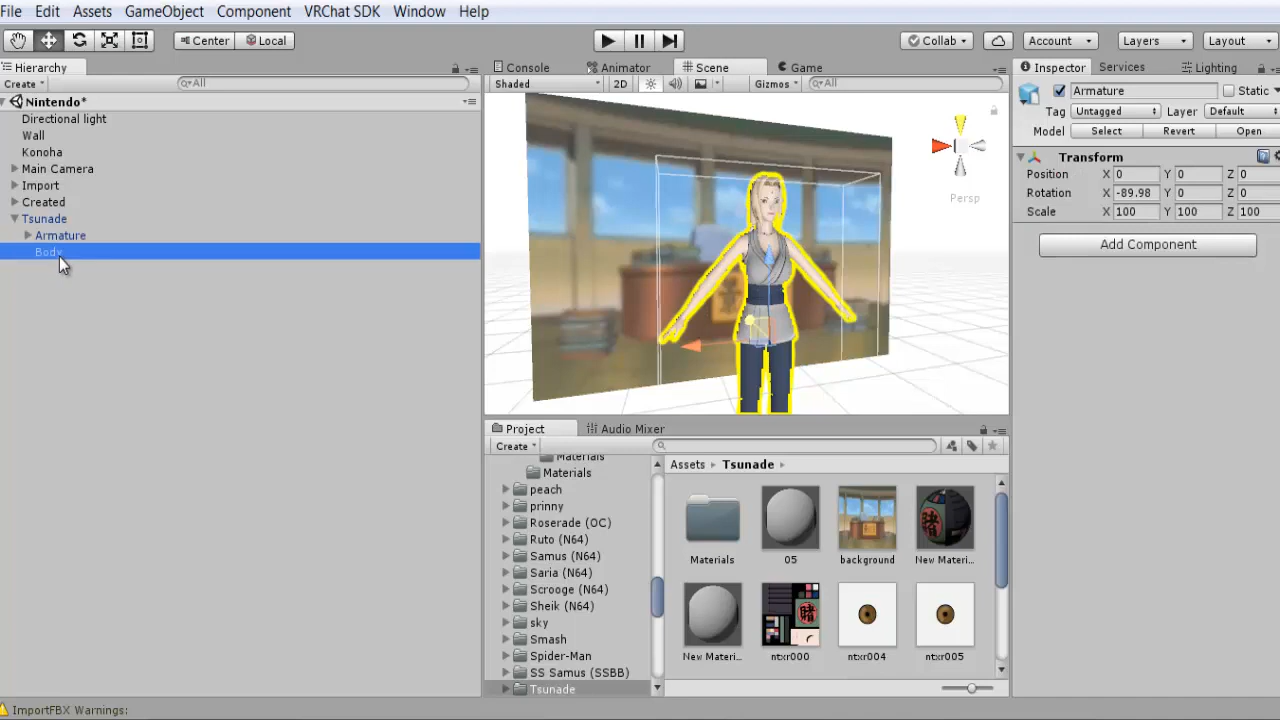 File Edit Assets GameObject Component VRChat SDK Window Help
Center Local Collab Account Layers Layout
Hierarchy
Create All
Nintendo*
Directional light
Wall
Konoha
Main Camera
Import
Created
Tsunade
Armature
Body
Console Animator Scene Game
Shaded 2D Gizmos All
Persp
Project Audio Mixer
Create
Materials
Materials
peach
prinny
Roserade (OC)
Ruto (N64)
Samus (N64)
Saria (N64)
Scrooge (N64)
Sheik (N64)
sky
Smash
Spider-Man
SS Samus (SSBB)
Tsunade
Assets Tsunade
Materials 05 background New Materi...
New Materi... ntxr000 ntxr004 ntxr005
Inspector Services Lighting
Armature Static
Tag Untagged Layer Default
Model Select Revert Open
Transform
Position X 0 Y 0 Z 0
Rotation X -89.98 Y 0 Z 0
Scale X 100 Y 100 Z 100
Add Component
ImportFBX Warnings: